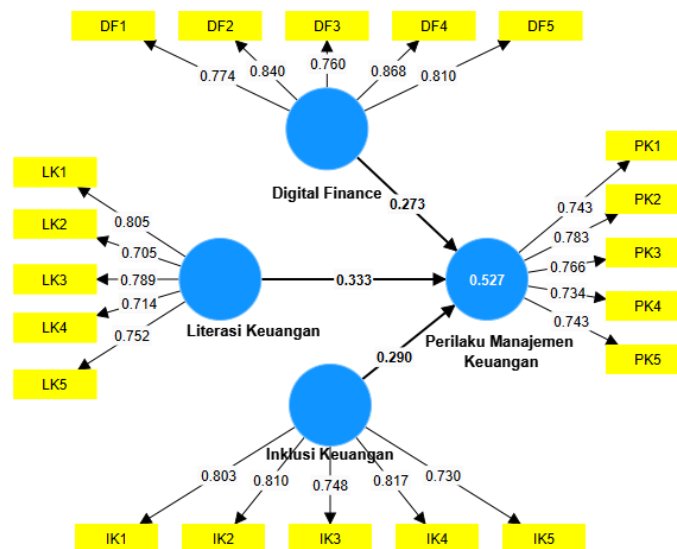 DF1
DF2
DF3
DF4
DF5
0.774
0.840
0.760
0.868
0.810
Digital Finance
0.273
LK1
LK2
LK3
LK4
LK5
0.805
0.705
0.789
0.714
0.752
Literasi Keuangan
0.333
0.527
Perilaku Manajemen
Keuangan
0.743
0.783
0.766
0.734
0.743
PK1
PK2
PK3
PK4
PK5
0.290
Inklusi Keuangan
0.803
0.810
0.748
0.817
0.730
IK1
IK2
IK3
IK4
IK5